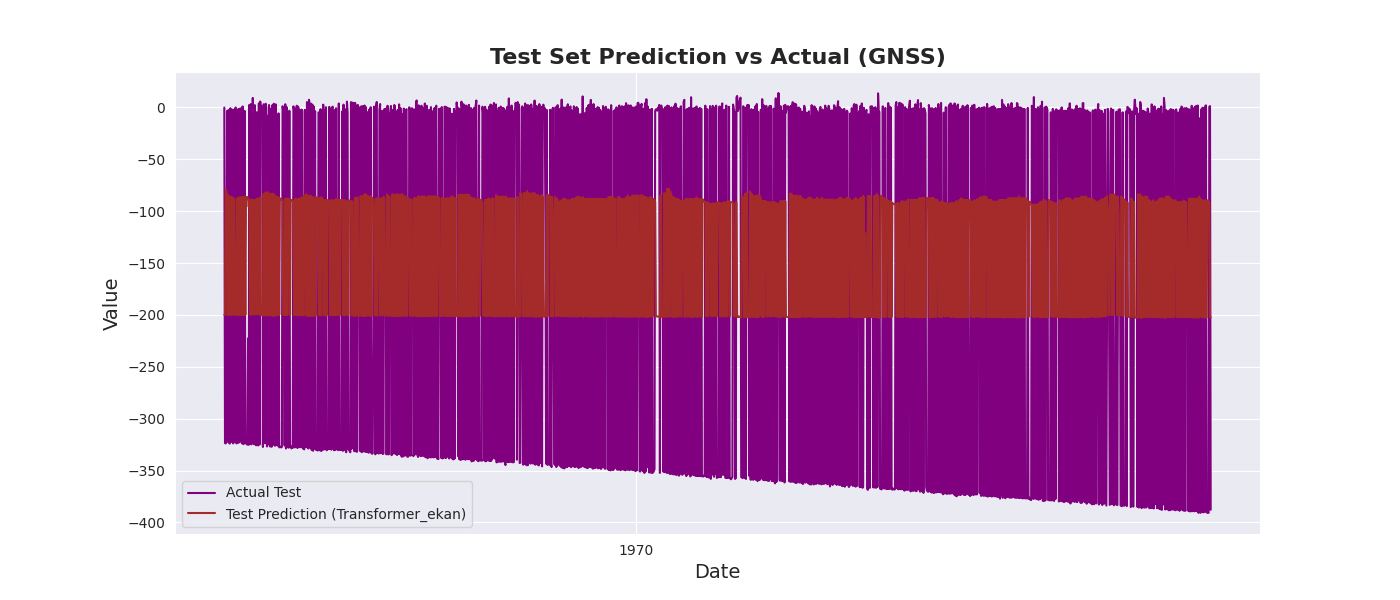 Test Set Prediction vs Actual (GNSS)
Value
0
−50
−100
−150
−200
−250
−300
−350
−400
Actual Test
Test Prediction (Transformer_ekan)
1970
Date